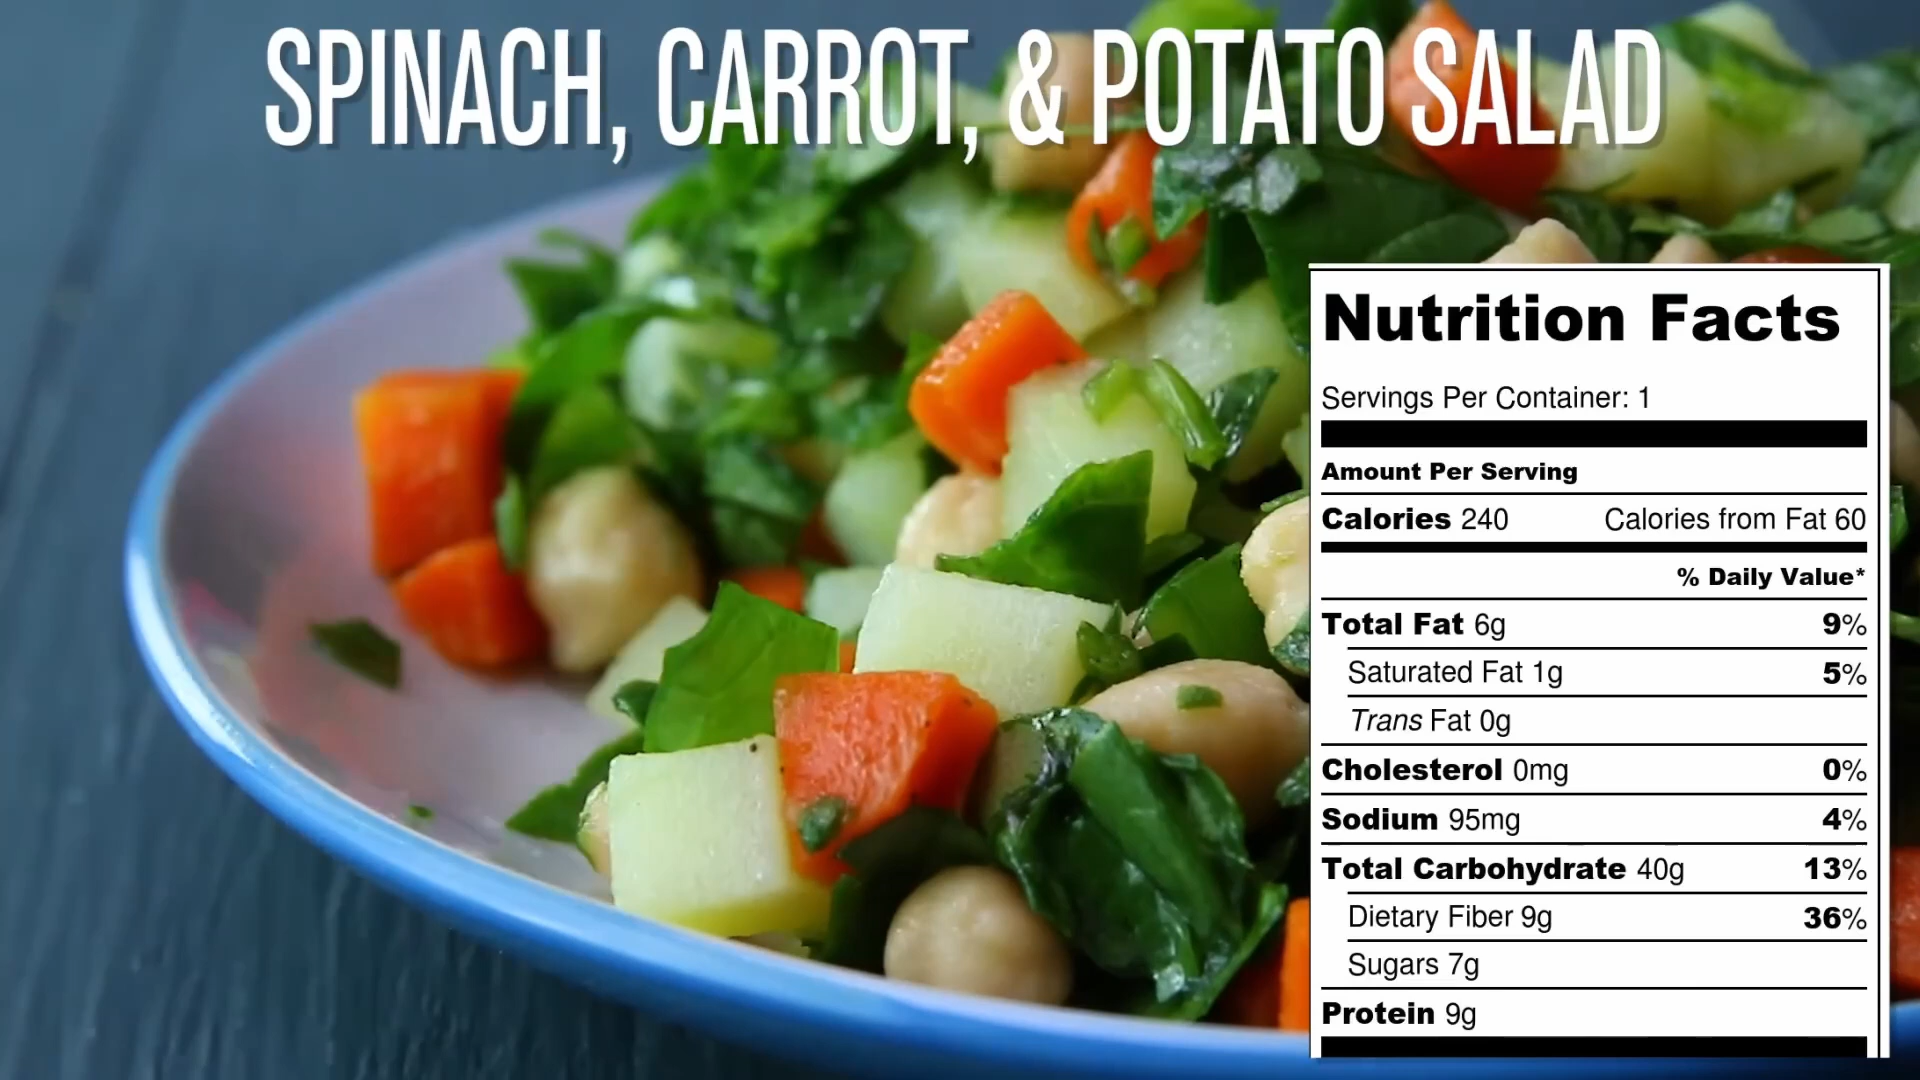 SPINACH, CARROT, & POTATO SALAD
Nutrition Facts
Servings Per Container: 1
Amount Per Serving
Calories 240 Calories from Fat 60
% Daily Value*
Total Fat 6g 9%
Saturated Fat 1g 5%
Trans Fat 0g
Cholesterol 0mg 0%
Sodium 95mg 4%
Total Carbohydrate 40g 13%
Dietary Fiber 9g 36%
Sugars 7g
Protein 9g